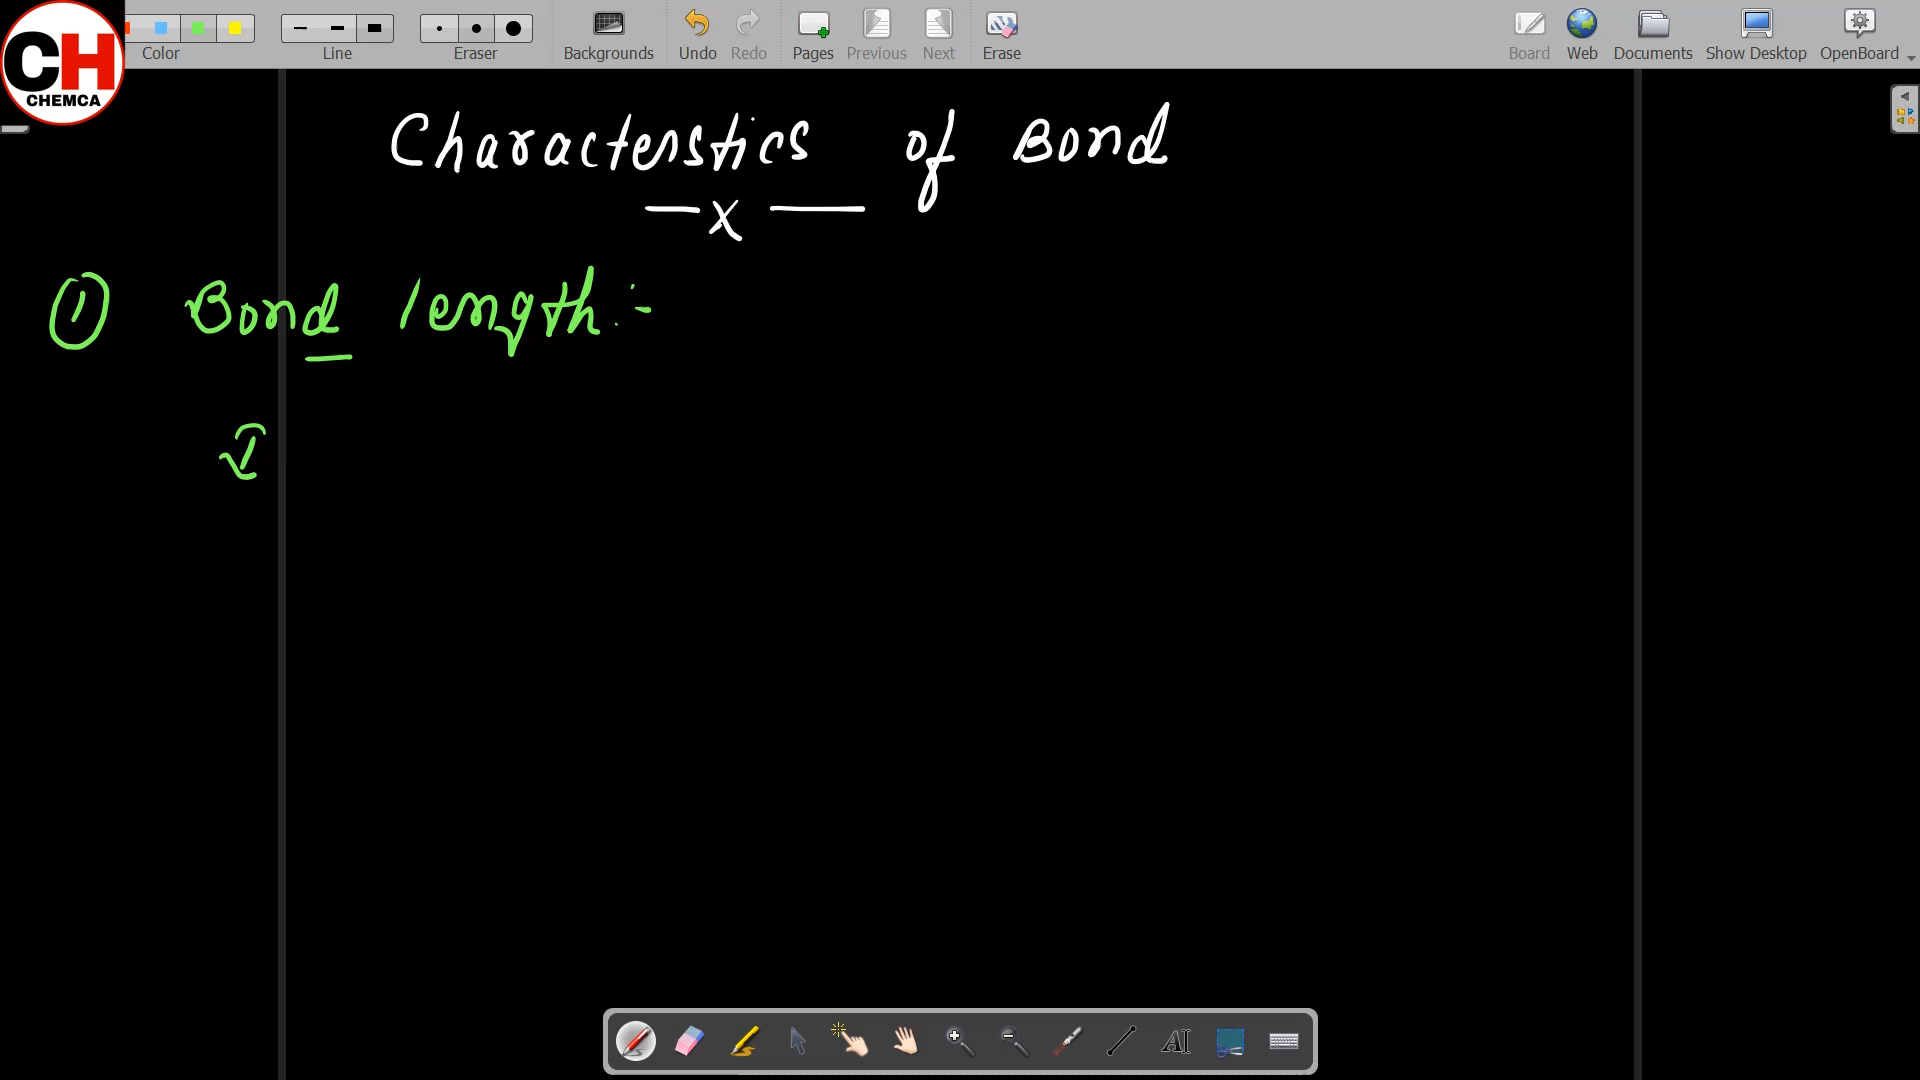 CH
CHEMCA
Color Line Eraser Backgrounds Undo Redo Pages Previous Next Erase Board Web Documents Show Desktop OpenBoard
Characterstics of Bond
— x —
① Bond length :-